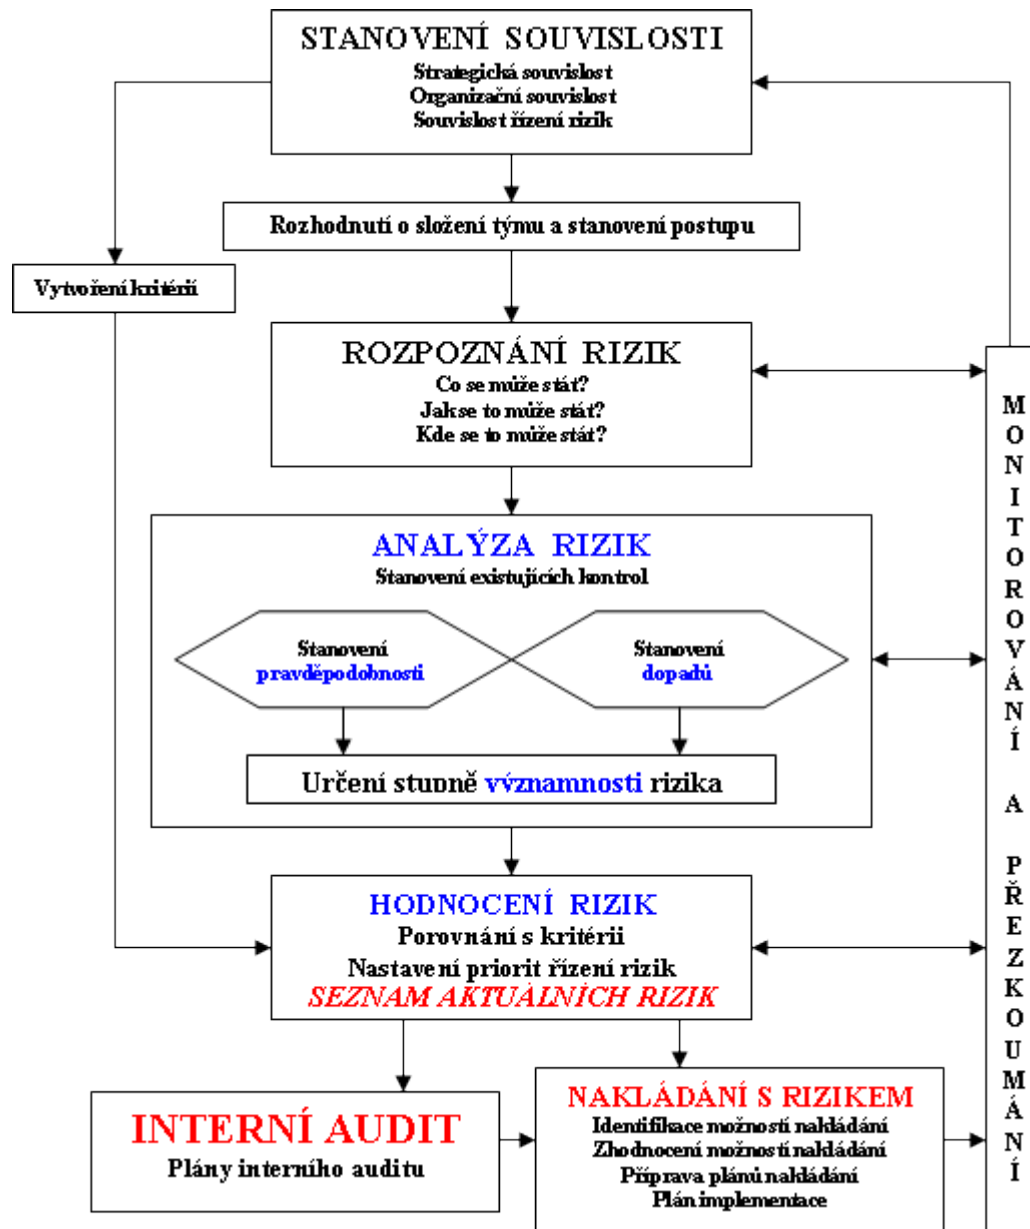 STANOVENÍ SOUVISLOSTI
Strategická souvislost
Organizační souvislost
Souvislost řízení rizik
Rozhodnutí o složení týmu a stanovení postupu
Vytvoření kritérií
ROZPOZNÁNÍ RIZIK
Co se může stát?
Jak se to může stát?
Kde se to může stát?
ANALÝZA RIZIK
Stanovení existujících kontrol
Stanovení
pravděpodobnosti
Stanovení
dopadů
Určení stupně významnosti rizika
HODNOCENÍ RIZIK
Porovnání s kritérii
Nastavení priorit řízení rizik
SEZNAM AKTUÁLNÍCH RIZIK
INTERNÍ AUDIT
Plány interního auditu
NAKLÁDÁNÍ S RIZIKEM
Identifikace možností nakládání
Zhodnocení možností nakládání
Příprava plánů nakládání
Plán implementace
MONITOROVÁNÍ A PŘEZKOUMÁNÍ